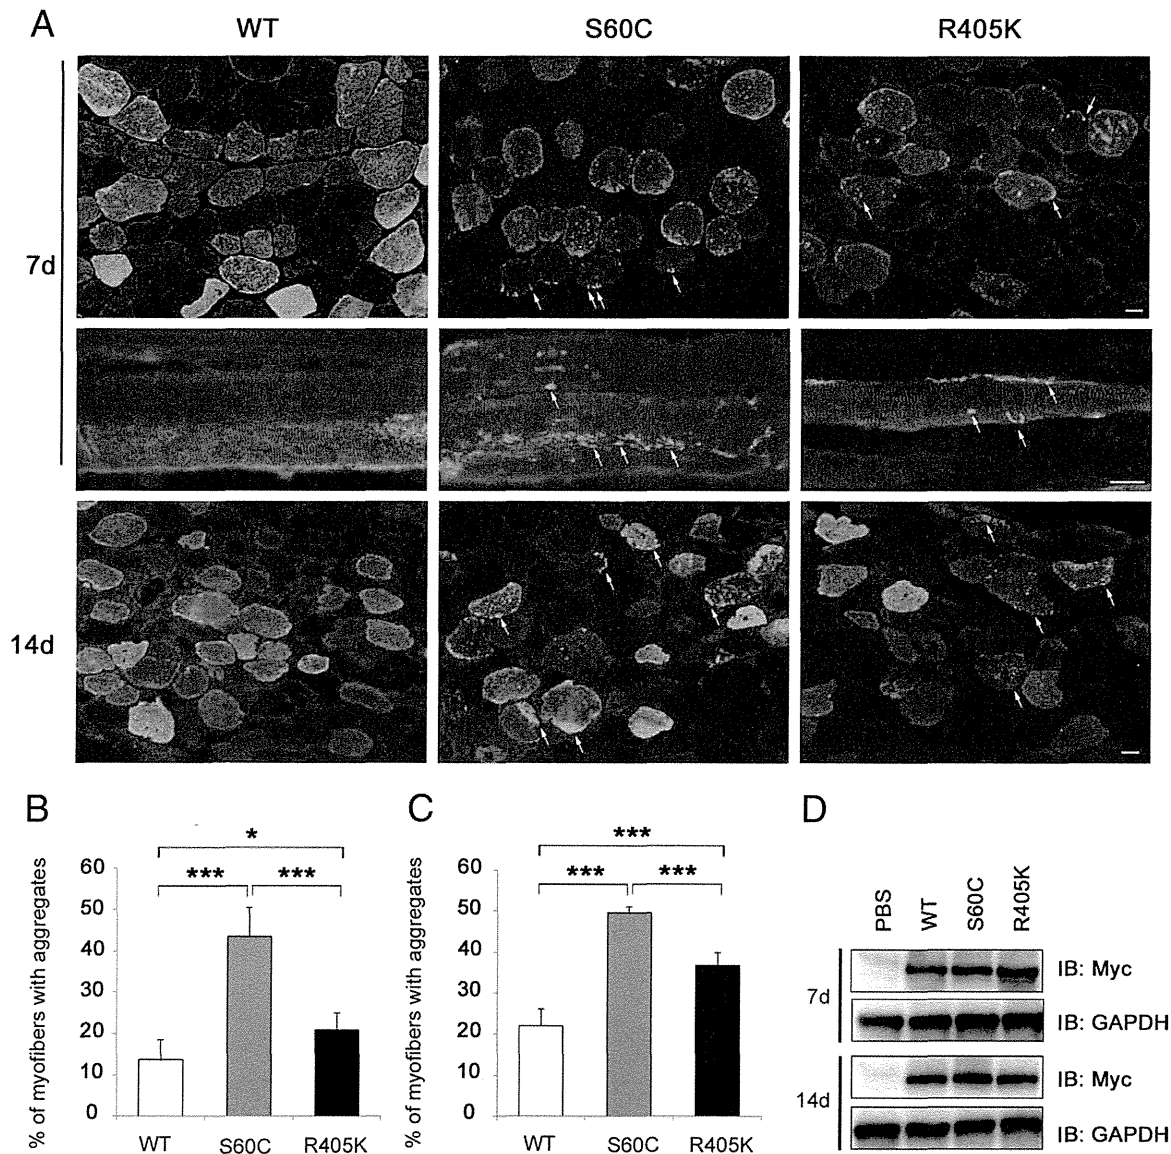 A
WT
S60C
R405K
7d
14d
B
% of myofibers with aggregates
60
50
40
30
20
10
0
*
***
***
WT
S60C
R405K
C
% of myofibers with aggregates
60
50
40
30
20
10
0
***
***
***
WT
S60C
R405K
D
PBS
WT
S60C
R405K
7d
IB: Myc
IB: GAPDH
14d
IB: Myc
IB: GAPDH